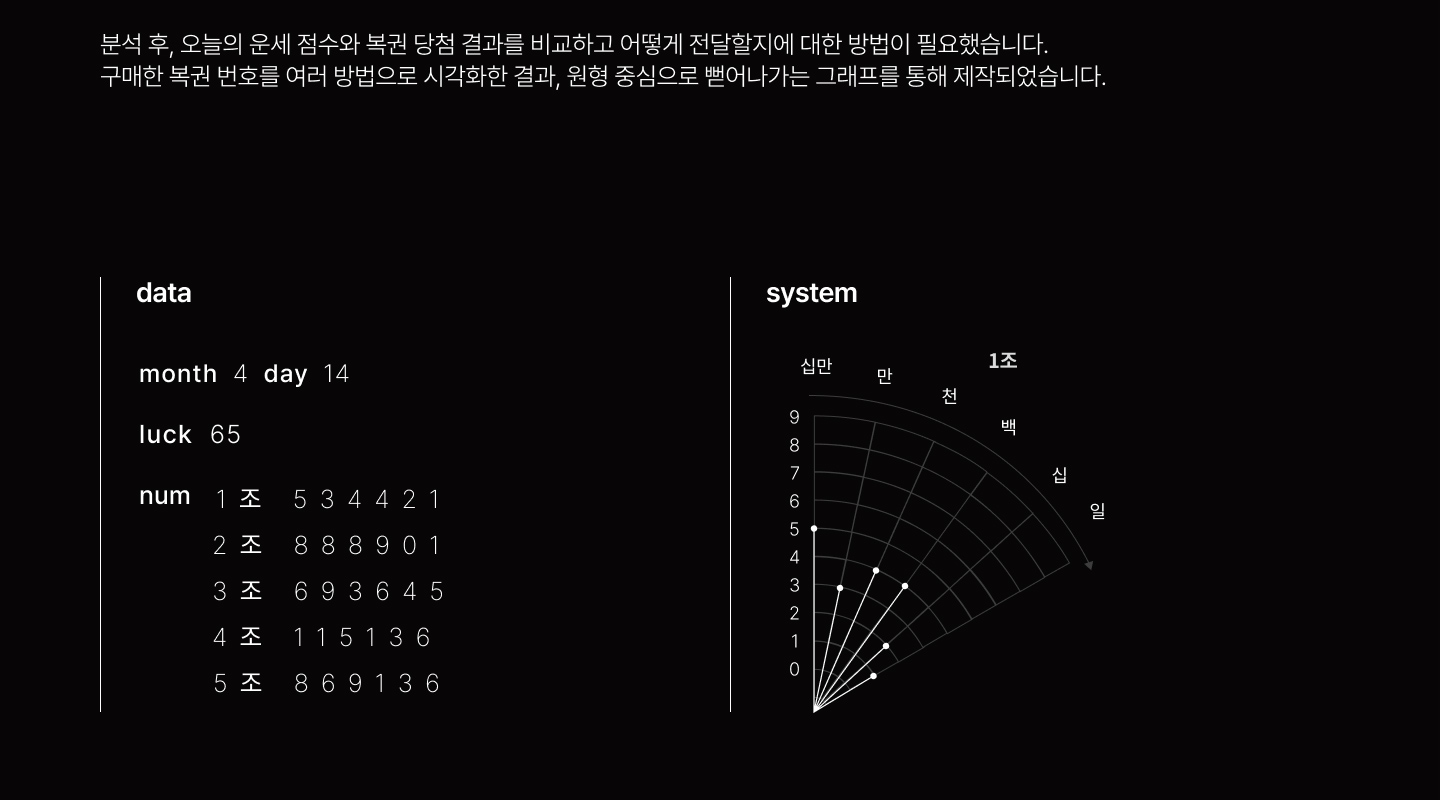 분석 후, 오늘의 운세 점수와 복권 당첨 결과를 비교하고 어떻게 전달할지에 대한 방법이 필요했습니다.
구매한 복권 번호를 여러 방법으로 시각화한 결과, 원형 중심으로 뻗어나가는 그래프를 통해 제작되었습니다.
data
month 4 day 14
luck 65
num 1 조 5 3 4 4 2 1
2 조 8 8 8 9 0 1
3 조 6 9 3 6 4 5
4 조 1 1 5 1 3 6
5 조 8 6 9 1 3 6
system
1조
십만
만
천
백
십
일
9
8
7
6
5
4
3
2
1
0